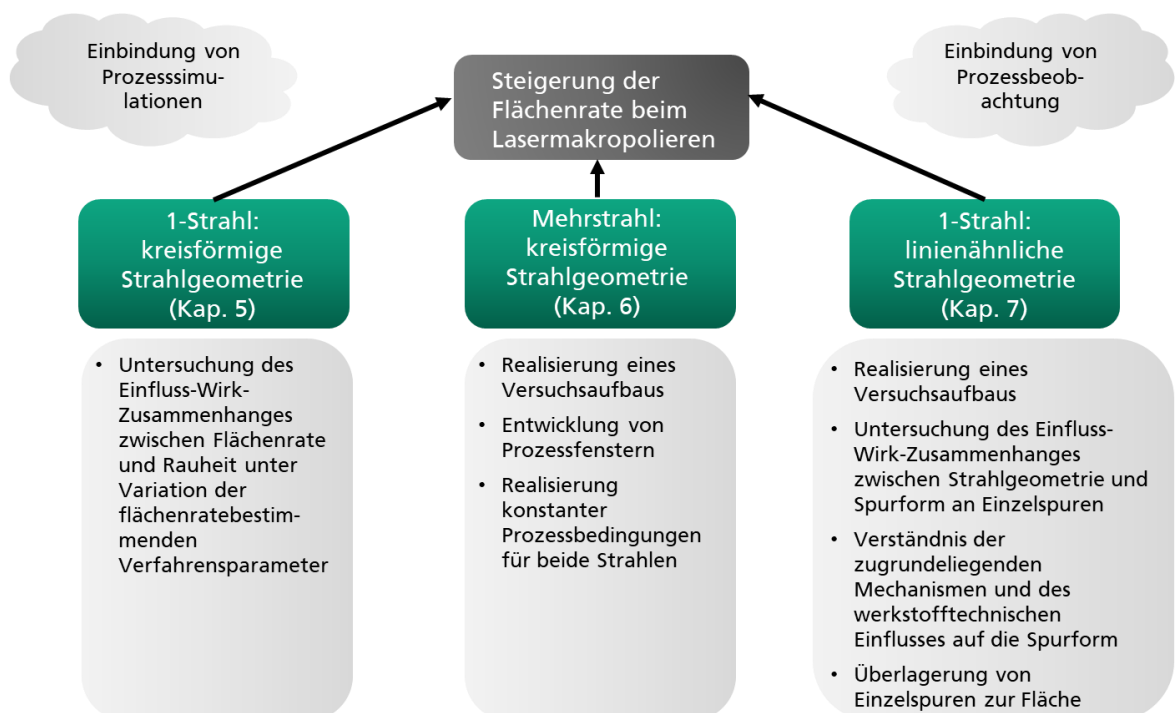 Einbindung von
Prozesssimu-
lationen
Steigerung der
Flächenrate beim
Lasermakropolieren
Einbindung von
Prozessbeob-
achtung
1-Strahl:
kreisförmige
Strahlgeometrie
(Kap. 5)
Mehrstrahl:
kreisförmige
Strahlgeometrie
(Kap. 6)
1-Strahl:
linienähnliche
Strahlgeometrie
(Kap. 7)
• Untersuchung des
Einfluss-Wirk-
Zusammenhanges
zwischen Flächenrate
und Rauheit unter
Variation der
flächenratebestim-
menden
Verfahrensparameter
• Realisierung eines
Versuchsaufbaus
• Entwicklung von
Prozessfenstern
• Realisierung
konstanter
Prozessbedingungen
für beide Strahlen
• Realisierung eines
Versuchsaufbaus
• Untersuchung des Einfluss-
Wirk-Zusammenhanges
zwischen Strahlgeometrie und
Spurform an Einzelspuren
• Verständnis der
zugrundeliegenden
Mechanismen und des
werkstofftechnischen
Einflusses auf die Spurform
• Überlagerung von
Einzelspuren zur Fläche